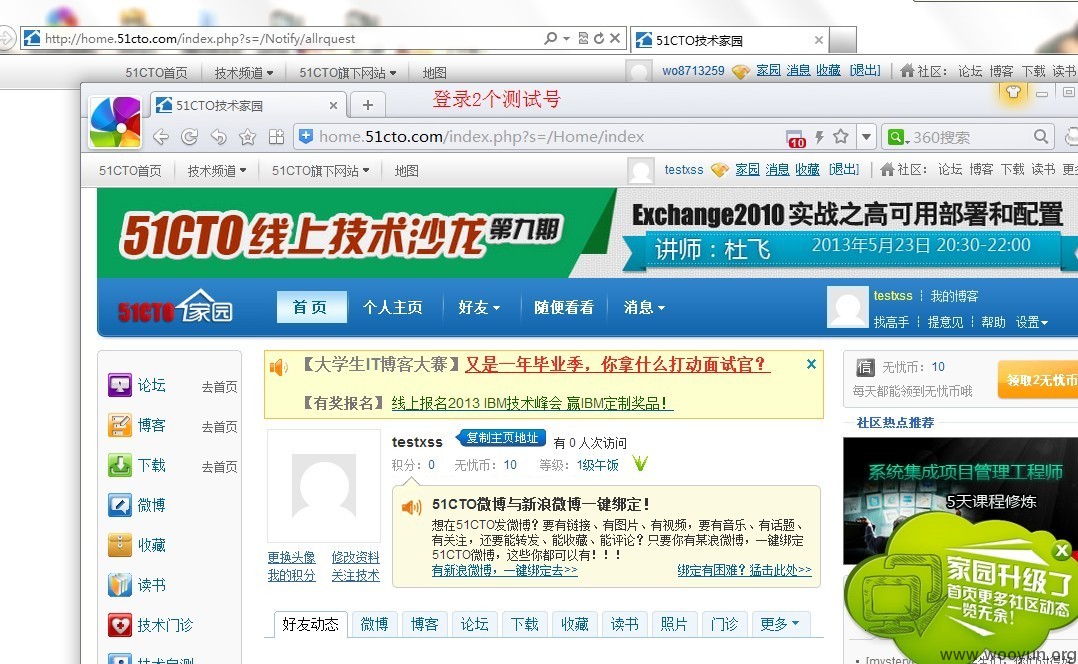 http://home.51cto.com/index.php?s=/Notify/allrquest
51CTO技术家园
51CTO首页 技术频道 51CTO旗下网站 地图
wo8713259 家园 消息 收藏 [退出] 社区: 论坛 博客 下载 读书
51CTO技术家园
登录2个测试号
home.51cto.com/index.php?s=/Home/index
10
360搜索
51CTO首页 技术频道 51CTO旗下网站 地图
testxss 家园 消息 收藏 [退出] 社区: 论坛 博客 下载 读书 更
51CTO线上技术沙龙 第九期
Exchange2010 实战之高可用部署和配置
讲师：杜飞 2013年5月23日 20:30-22:00
51CTO家园
首页 个人主页 好友 随便看看 消息
testxss | 我的博客
找高手 | 提意见 | 帮助 设置
论坛 去首页
博客 去首页
下载 去首页
微博
收藏
读书
技术门诊
技术自测
【大学生IT博客大赛】又是一年毕业季，你拿什么打动面试官？
【有奖报名】线上报名2013 IBM技术峰会 赢IBM定制奖品！
testxss 复制主页地址 有 0 人次访问
积分：0 无忧币：10 等级：1级午饭
51CTO微博与新浪微博一键绑定！
想在51CTO发微博？要有链接、有图片、有视频，要有音乐、有话题、
有关注，还要能转发、能收藏、能评论？只要你有某浪微博，一键绑定
51CTO微博，这些你都可以有！！！
有新浪微博，一键绑定去>> 绑定有困难？猛击此处>>
更换头像 修改资料
我的积分 关注技术
好友动态 微博 博客 论坛 下载 收藏 读书 照片 门诊 更多
信 无忧币：10
每天都能领到无忧币哦
领取2无忧币
社区热点推荐
系统集成项目管理工程师
5天课程修炼
家园升级了
首页更多社区动态
一览无余！
www.wooyun.org